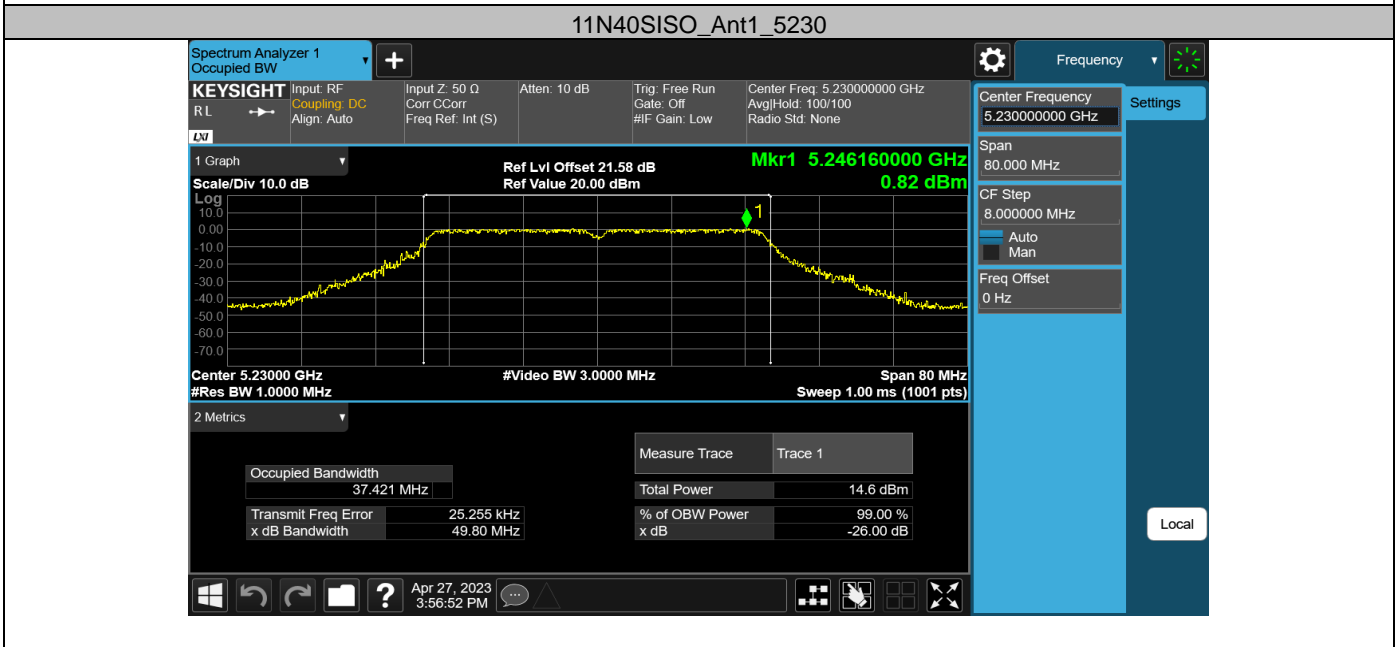 11N40SISO_Ant1_5230
Spectrum Analyzer 1
Occupied BW
+
Frequency
KEYSIGHT
RL
LXI
Input: RF
Coupling: DC
Align: Auto
Input Z: 50 Ω
Corr CCorr
Freq Ref: Int (S)
Atten: 10 dB
Trig: Free Run
Gate: Off
#IF Gain: Low
Center Freq: 5.230000000 GHz
Avg|Hold: 100/100
Radio Std: None
Center Frequency
5.230000000 GHz
Settings
Span
80.000 MHz
CF Step
8.000000 MHz
Auto
Man
Freq Offset
0 Hz
Local
1 Graph
Scale/Div 10.0 dB
Ref Lvl Offset 21.58 dB
Ref Value 20.00 dBm
Mkr1 5.246160000 GHz
0.82 dBm
Log
10.0
0.00
-10.0
-20.0
-30.0
-40.0
-50.0
-60.0
-70.0
1
Center 5.23000 GHz
#Res BW 1.0000 MHz
#Video BW 3.0000 MHz
Span 80 MHz
Sweep 1.00 ms (1001 pts)
2 Metrics
Measure Trace Trace 1
Occupied Bandwidth
37.421 MHz
Total Power 14.6 dBm
Transmit Freq Error 25.255 kHz
% of OBW Power 99.00 %
x dB Bandwidth 49.80 MHz
x dB -26.00 dB
?
Apr 27, 2023
3:56:52 PM